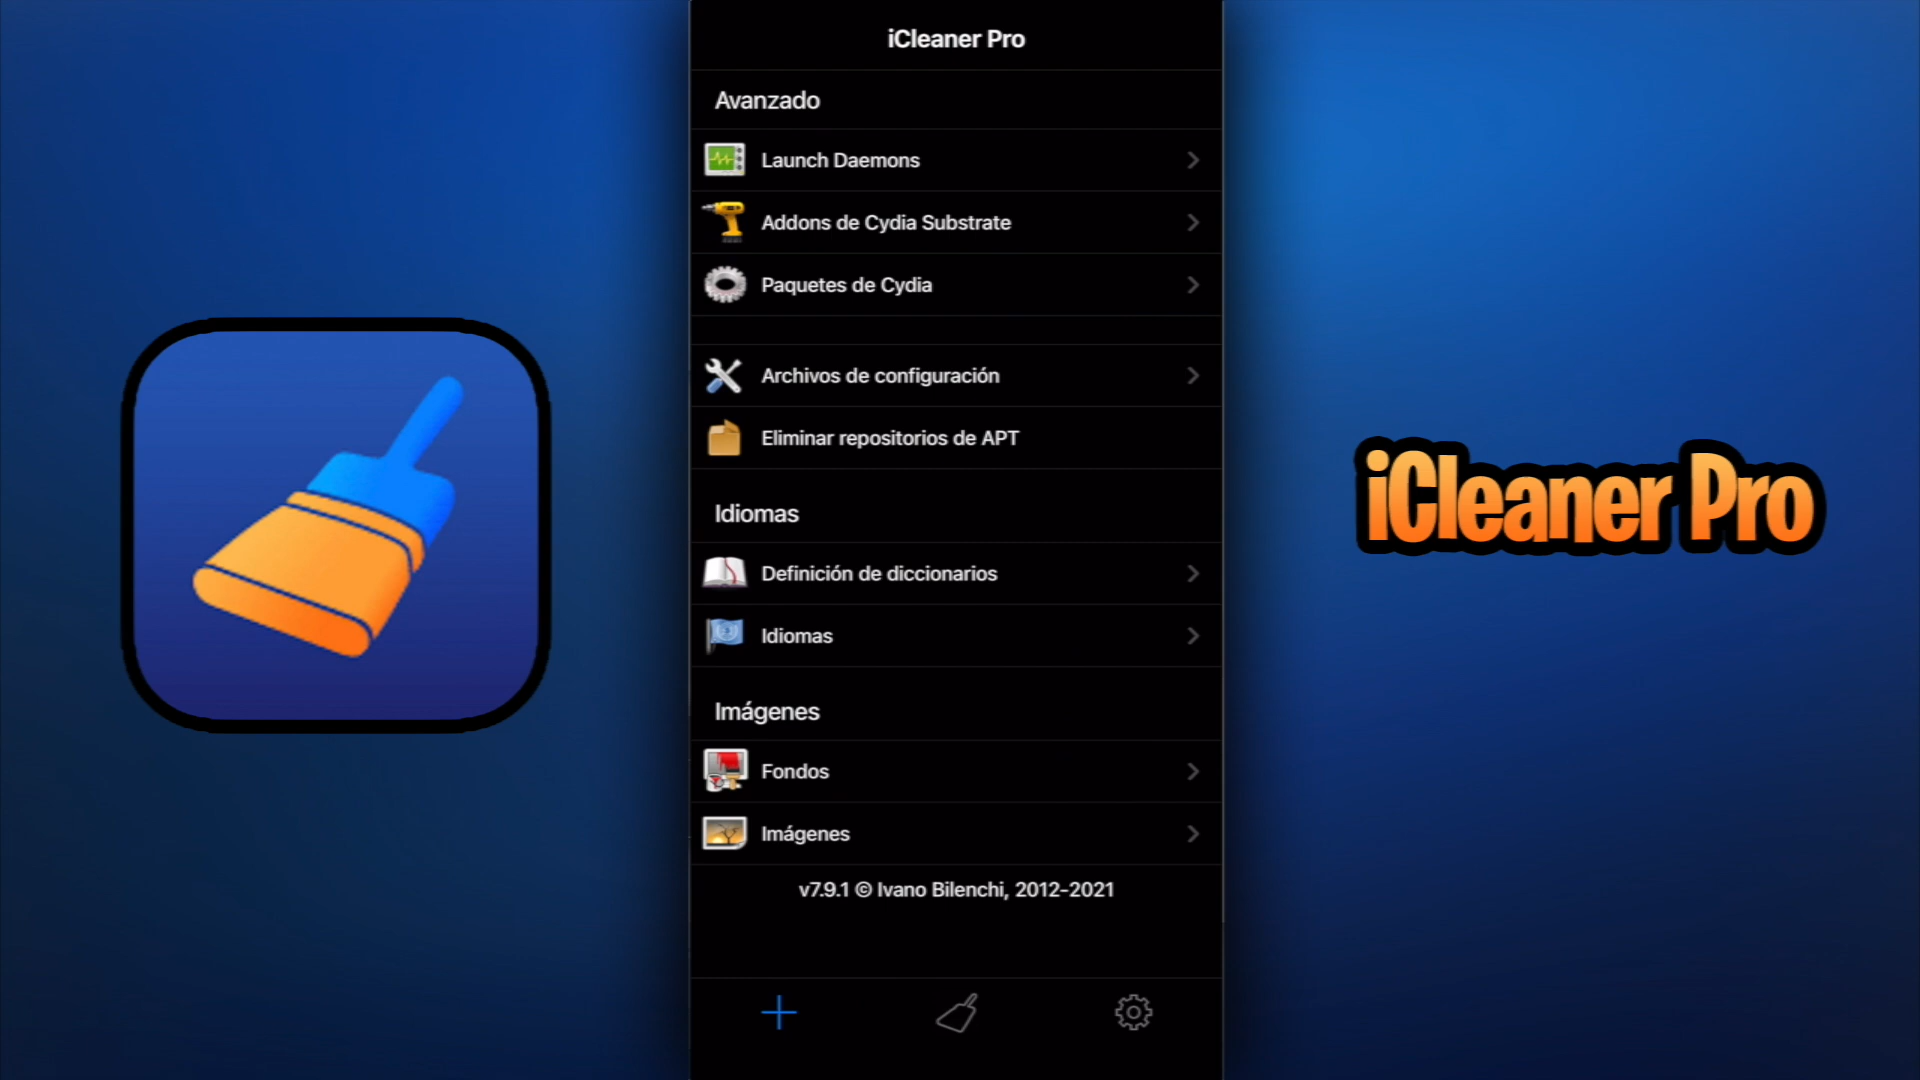 iCleaner Pro
Avanzado
Launch Daemons
Addons de Cydia Substrate
Paquetes de Cydia
Archivos de configuración
Eliminar repositorios de APT
Idiomas
Definición de diccionarios
Idiomas
Imágenes
Fondos
Imágenes
v7.9.1 © Ivano Bilenchi, 2012-2021
iCleaner Pro